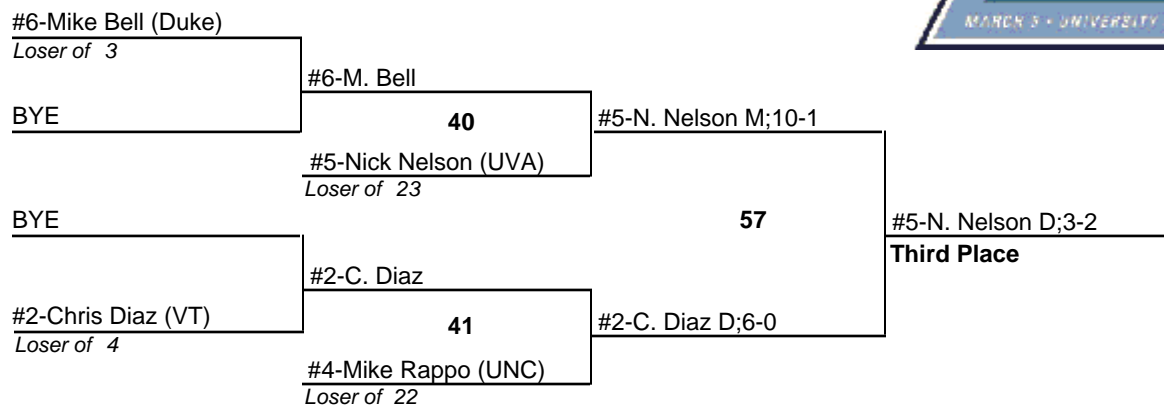 #6-Mike Bell (Duke)
Loser of 3
MARCH 5 • UNIVERSITY
#6-M. Bell
BYE
40
#5-N. Nelson M;10-1
#5-Nick Nelson (UVA)
Loser of 23
BYE
57
#5-N. Nelson D;3-2
Third Place
#2-C. Diaz
#2-Chris Diaz (VT)
Loser of 4
41
#2-C. Diaz D;6-0
#4-Mike Rappo (UNC)
Loser of 22